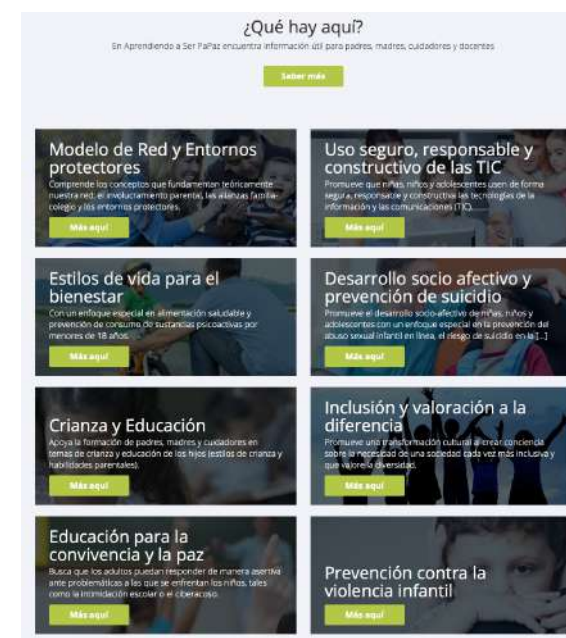 ¿Qué hay aquí?
En Aprendiendo a Ser PaPaz encuentra información útil para padres, madres, cuidadores y docentes
Saber más
Modelo de Red y Entornos
protectores
Comprende los conceptos que fundamentan teóricamente
nuestra red: el involucramiento parental, las alianzas familia-
colegio y los entornos protectores.
Más aquí
Uso seguro, responsable y
constructivo de las TIC
Promueve que niñas, niños y adolescentes usen de forma
segura, responsable y constructiva las tecnologías de la
información y las comunicaciones (TIC).
Más aquí
Estilos de vida para el
bienestar
Con un enfoque especial en alimentación saludable y
prevención de consumo de sustancias psicoactivas por
menores de 18 años.
Más aquí
Desarrollo socio afectivo y
prevención de suicidio
Promueve el desarrollo socio-afectivo de niñas, niños y
adolescentes con un enfoque especial en la prevención del
abuso sexual infantil en línea, el riesgo de suicidio en la [...]
Más aquí
Crianza y Educación
Apoya la formación de padres, madres y cuidadores en
temas de crianza y educación de los hijos (estilos de crianza y
habilidades parentales).
Más aquí
Inclusión y valoración a la
diferencia
Promueve una transformación cultural al crear conciencia
sobre la necesidad de una sociedad cada vez más inclusiva y
que valore la diversidad.
Más aquí
Educación para la
convivencia y la paz
Busca que los adultos puedan responder de manera asertiva
ante problemáticas a las que se enfrentan los niños, tales
como la intimidación escolar o el ciberacoso.
Más aquí
Prevención contra la
violencia infantil
Más aquí